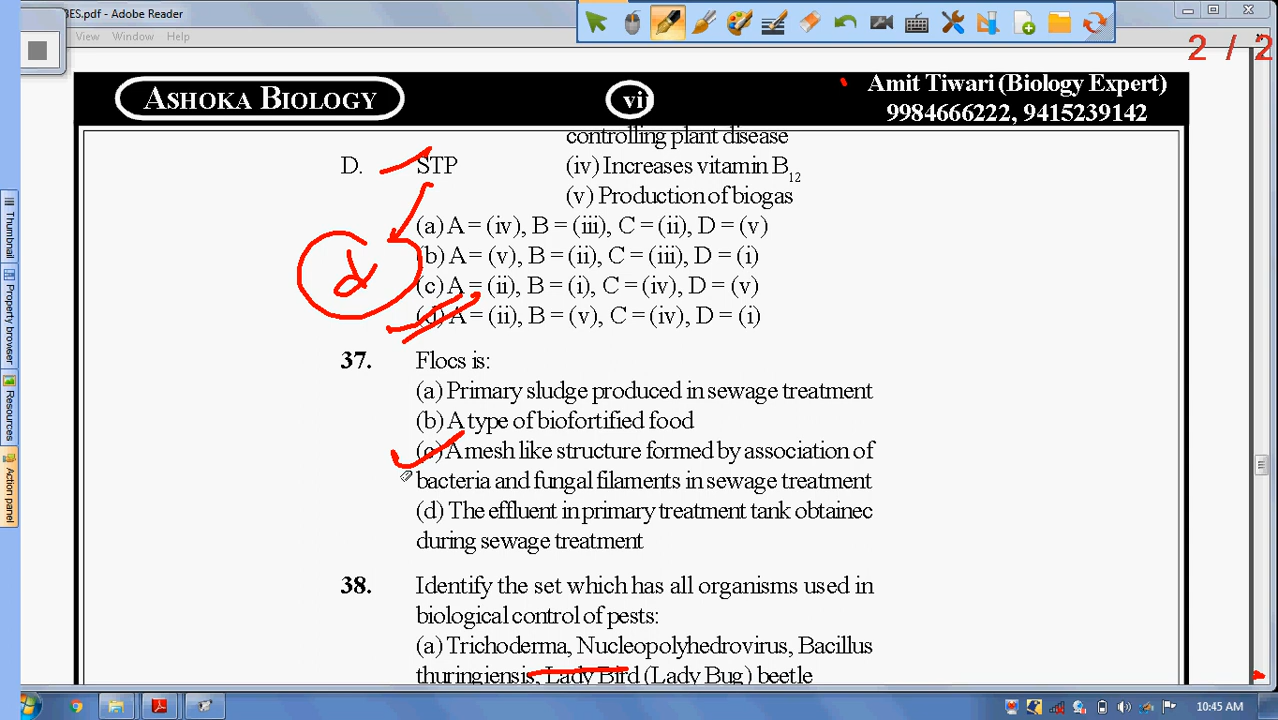 ES.pdf - Adobe Reader
View Window Help
2 / 2
ASHOKA BIOLOGY
vii
Amit Tiwari (Biology Expert)
9984666222, 9415239142
controlling plant disease
D. STP (iv) Increases vitamin B12
(v) Production of biogas
(a) A = (iv), B = (iii), C = (ii), D = (v)
d
(b) A = (v), B = (ii), C = (iii), D = (i)
(c) A = (ii), B = (i), C = (iv), D = (v)
(d) A = (ii), B = (v), C = (iv), D = (i)
37. Flocs is:
(a) Primary sludge produced in sewage treatment
(b) A type of biofortified food
(c) A mesh like structure formed by association of
bacteria and fungal filaments in sewage treatment
(d) The effluent in primary treatment tank obtained
during sewage treatment
38. Identify the set which has all organisms used in
biological control of pests:
(a) Trichoderma, Nucleopolyhedrovirus, Bacillus
thuringiensis, Lady Bird (Lady Bug) beetle
Thumbnail
Property browser
Resources
Action panel
10:45 AM